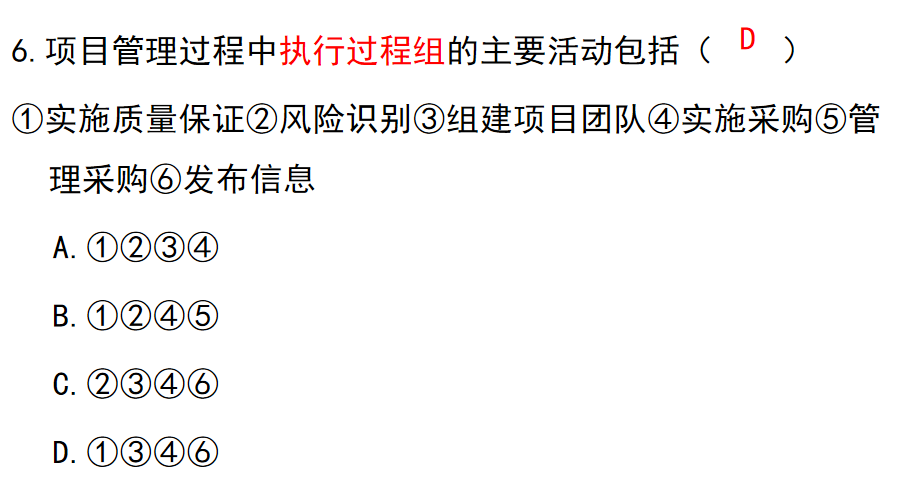 6.项目管理过程中执行过程组的主要活动包括（ D ）
①实施质量保证②风险识别③组建项目团队④实施采购⑤管
理采购⑥发布信息
A.①②③④
B.①②④⑤
C.②③④⑥
D.①③④⑥